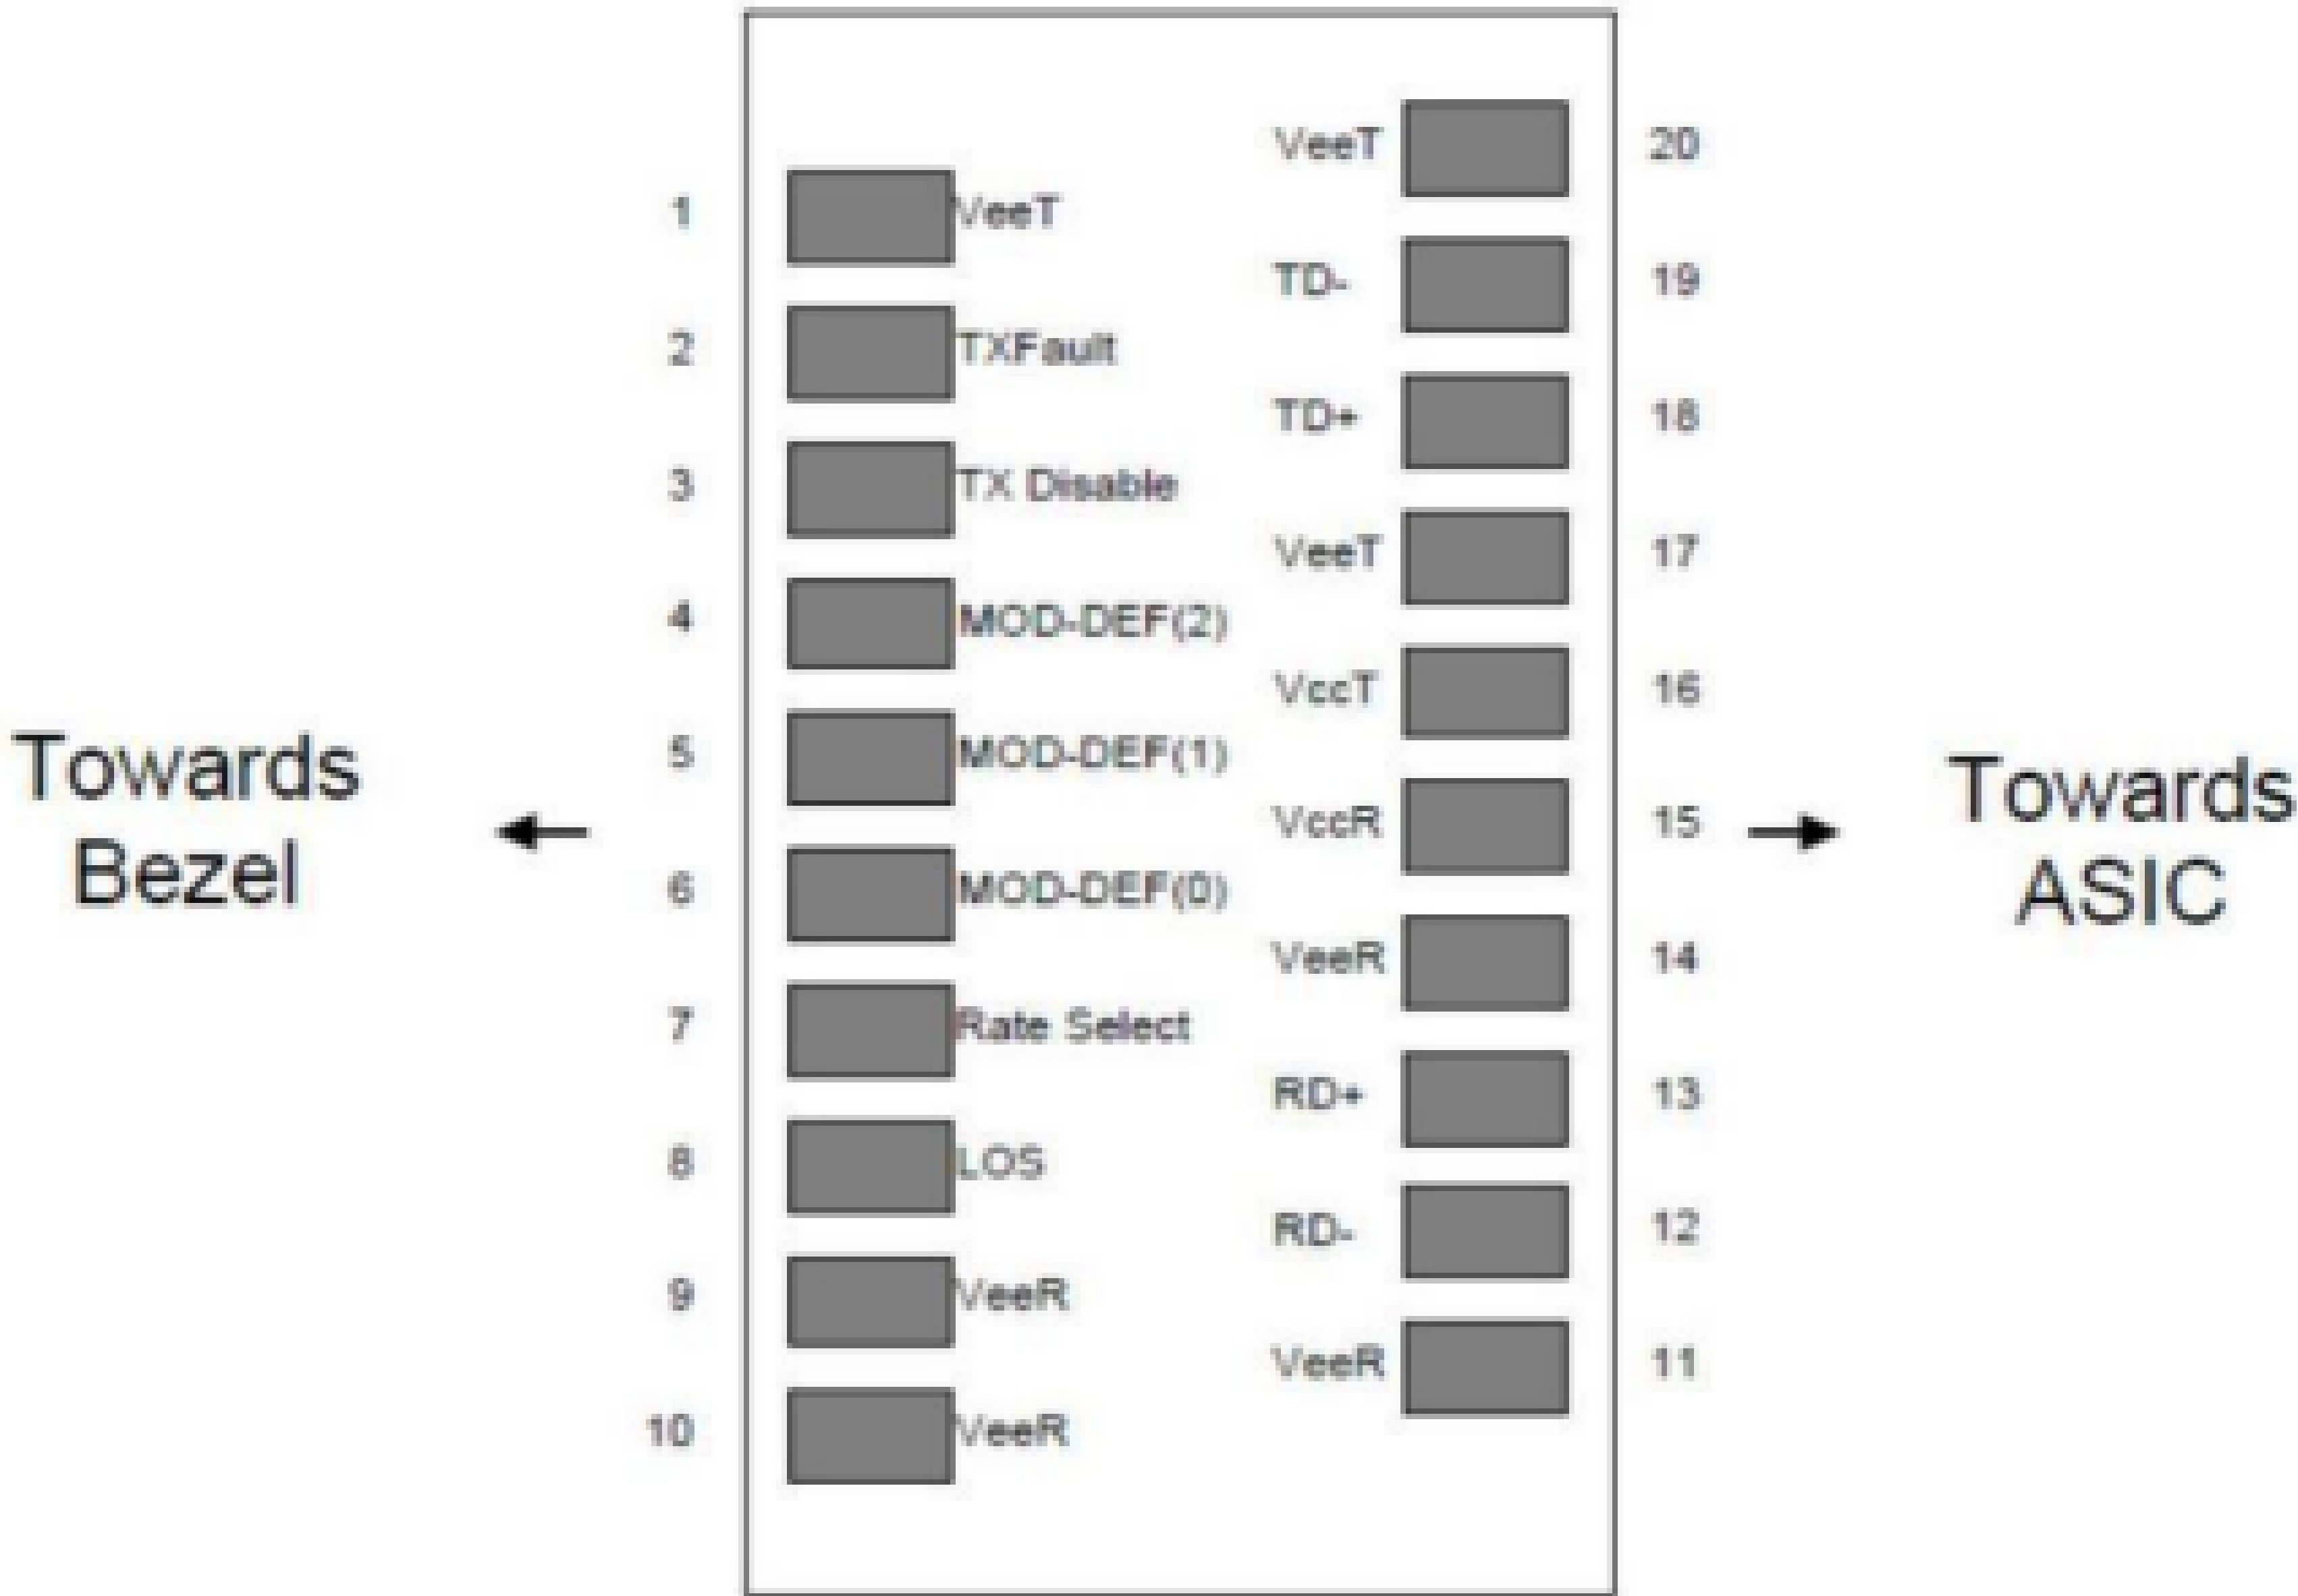 VeeT 20
1 VeeT
TD- 19
2 TXFault
TD+ 18
3 TX Disable
VeeT 17
4 MOD-DEF(2)
VccT 16
5 MOD-DEF(1)
Towards
Bezel
VccR 15
Towards
ASIC
6 MOD-DEF(0)
VeeR 14
7 Rate Select
RD+ 13
8 LOS
RD- 12
9 VeeR
VeeR 11
10 VeeR